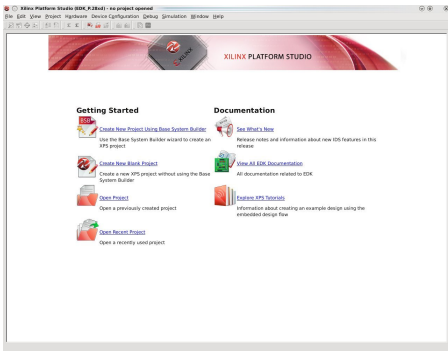 Xilinx Platform Studio (EDK_P.28xd) - no project opened
File Edit View Project Hardware Device Configuration Debug Simulation Window Help
XILINX
XILINX PLATFORM STUDIO
Getting Started
BSB
Create New Project Using Base System Builder
Use the Base System Builder wizard to create an
XPS project
Create New Blank Project
Create a new XPS project without using the Base
System Builder
Open Project
Open a previously created project
Open Recent Project
Open a recently used project
Documentation
See What's New
Release notes and information about new IDS features in this
release
View All EDK Documentation
All documentation related to EDK
Explore XPS Tutorials
Information about creating an example design using the
embedded design flow